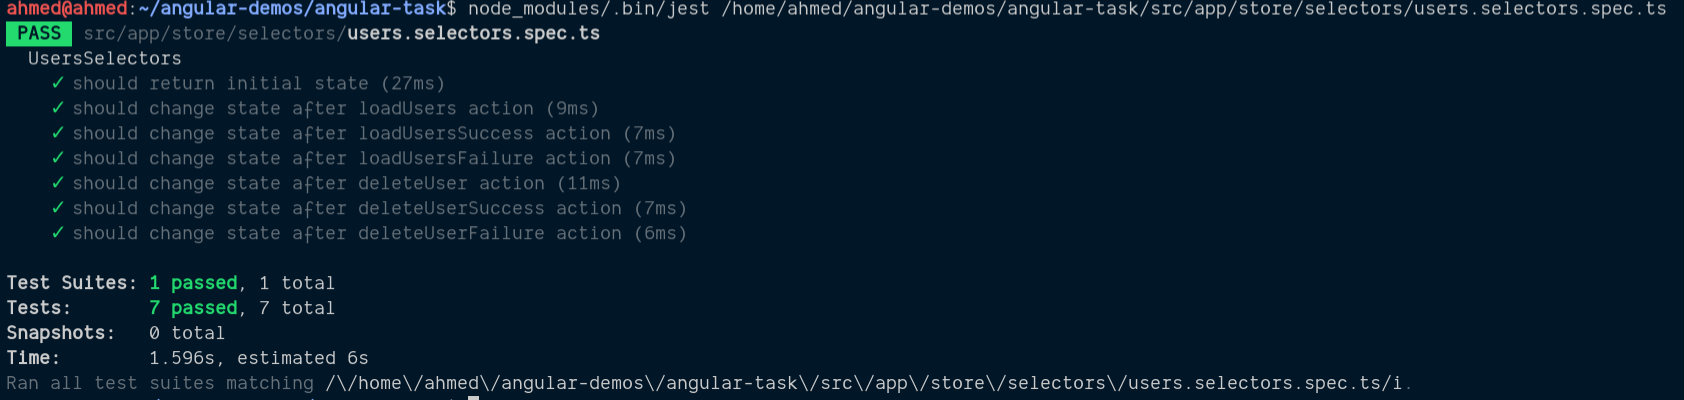 ahmed@ahmed:~/angular-demos/angular-task$ node_modules/.bin/jest /home/ahmed/angular-demos/angular-task/src/app/store/selectors/users.selectors.spec.ts
PASS src/app/store/selectors/users.selectors.spec.ts
UsersSelectors
✓ should return initial state (27ms)
✓ should change state after loadUsers action (9ms)
✓ should change state after loadUsersSuccess action (7ms)
✓ should change state after loadUsersFailure action (7ms)
✓ should change state after deleteUser action (11ms)
✓ should change state after deleteUserSuccess action (7ms)
✓ should change state after deleteUserFailure action (6ms)
Test Suites: 1 passed, 1 total
Tests: 7 passed, 7 total
Snapshots: 0 total
Time: 1.596s, estimated 6s
Ran all test suites matching /\/home\/ahmed\/angular-demos\/angular-task\/src\/app\/store\/selectors\/users.selectors.spec.ts/i.